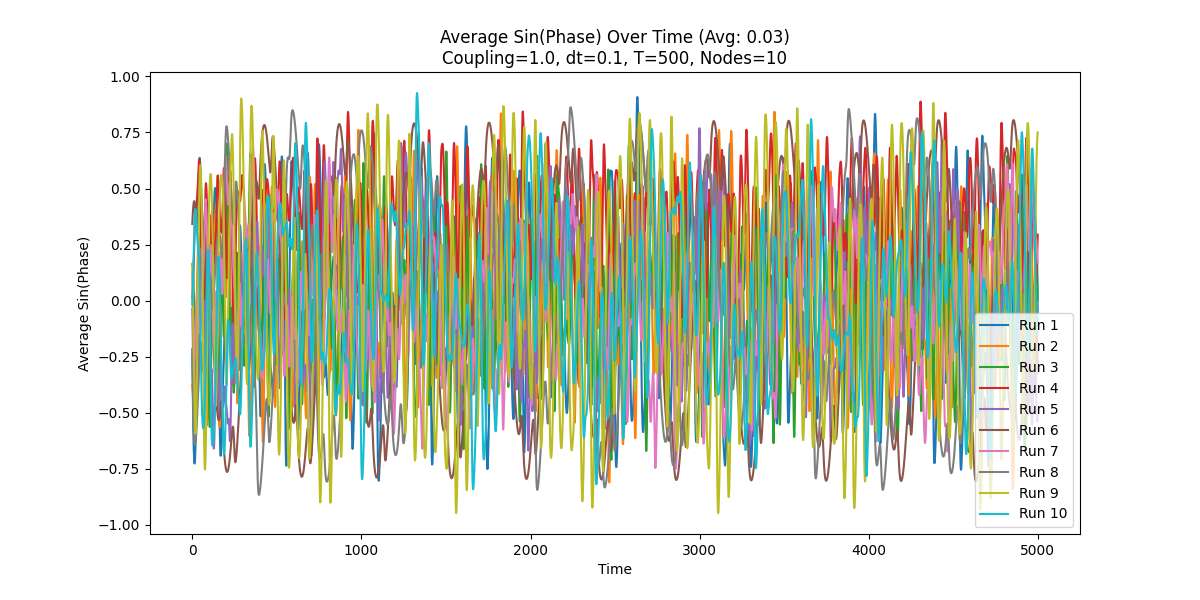 Average Sin(Phase) Over Time (Avg: 0.03)
Coupling=1.0, dt=0.1, T=500, Nodes=10
Average Sin(Phase)
1.00
0.75
0.50
0.25
0.00
−0.25
−0.50
−0.75
−1.00
Run 1
Run 2
Run 3
Run 4
Run 5
Run 6
Run 7
Run 8
Run 9
Run 10
0 1000 2000 3000 4000 5000
Time